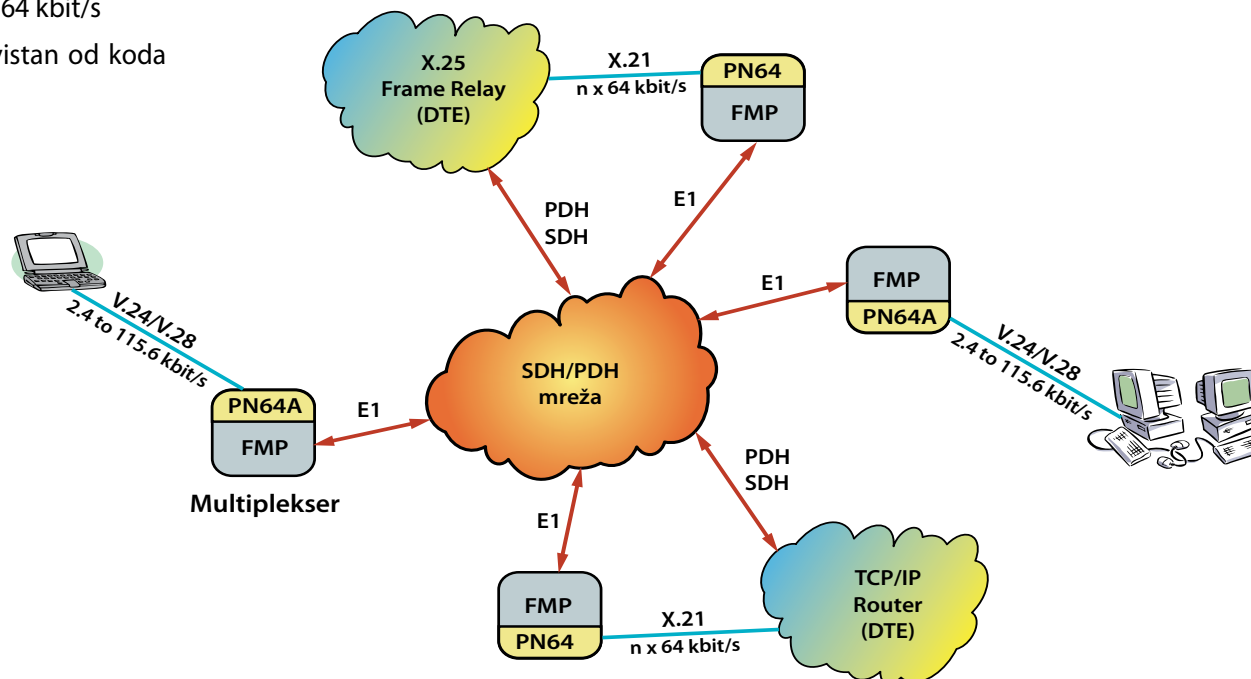 64 kbit/s
vistan od koda
X.25
Frame Relay
(DTE)
X.21
n x 64 kbit/s
PN64
FMP
PDH
SDH
E1
E1
FMP
PN64A
V.24/V.28
2.4 to 115.6 kbit/s
V.24/V.28
2.4 to 115.6 kbit/s
SDH/PDH
mreža
PN64A
FMP
E1
Multiplekser
PDH
SDH
E1
FMP
PN64
X.21
n x 64 kbit/s
TCP/IP
Router
(DTE)